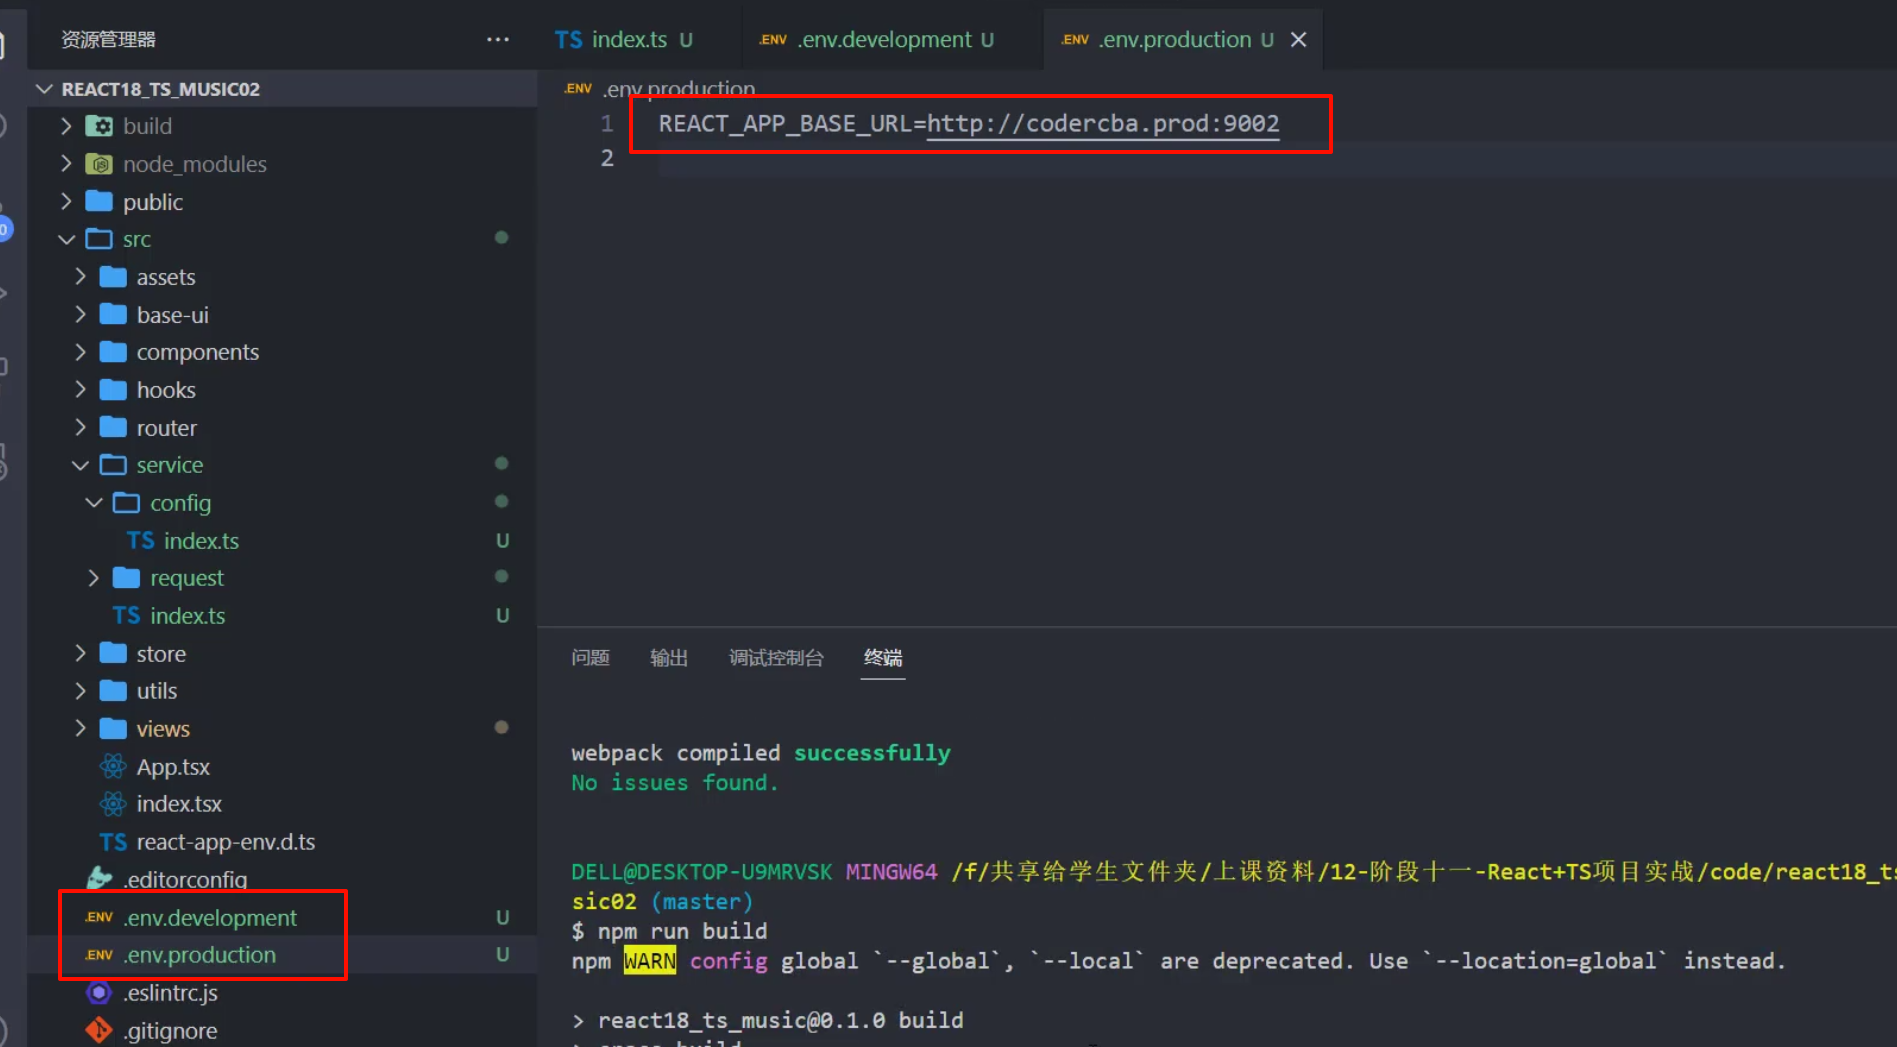 资源管理器
···
TS index.ts U
.ENV .env.development U
.ENV .env.production U
REACT18_TS_MUSIC02
.ENV .env.production
build
1 REACT_APP_BASE_URL=http://codercba.prod:9002
2
node_modules
public
src
assets
base-ui
components
hooks
router
service
config
TS index.ts U
request
TS index.ts U
store
utils
views
App.tsx
index.tsx
TS react-app-env.d.ts
.editorconfig
.ENV .env.development U
.ENV .env.production U
.eslintrc.js
.gitignore
问题 输出 调试控制台 终端
webpack compiled successfully
No issues found.
DELL@DESKTOP-U9MRVSK MINGW64 /f/共享给学生文件夹/上课资料/12-阶段十一-React+TS项目实战/code/react18_ts
sic02 (master)
$ npm run build
npm WARN config global `--global`, `--local` are deprecated. Use `--location=global` instead.
> react18_ts_music@0.1.0 build